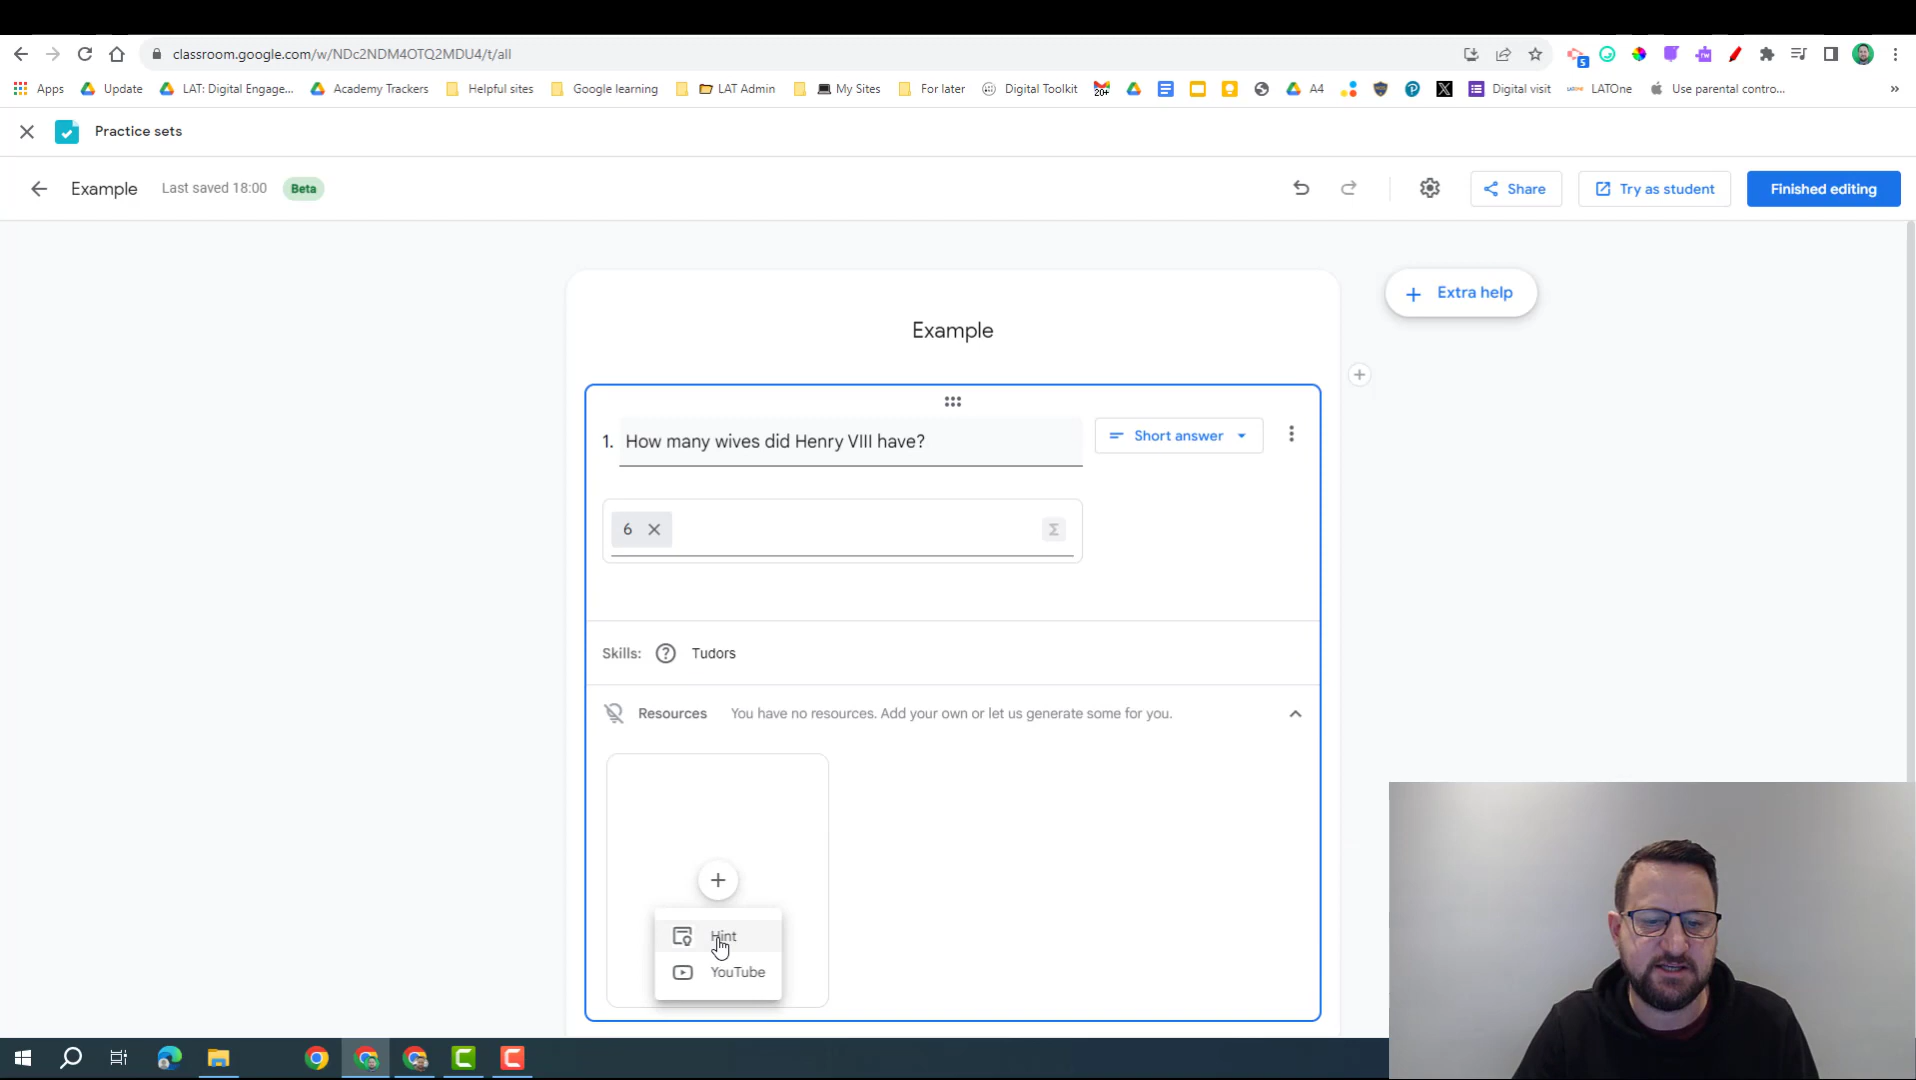 classroom.google.com/w/NDc2NDM4OTQ2MDU4/t/all
5
Apps Update LAT: Digital Engage... Academy Trackers Helpful sites Google learning LAT Admin My Sites For later Digital Toolkit 20+ A4 Digital visit LATOne Use parental contro... »
Practice sets
Example Last saved 18:00 Beta Share Try as student Finished editing
Extra help
Example
1. How many wives did Henry VIII have? Short answer
6 Σ
Skills: Tudors
Resources You have no resources. Add your own or let us generate some for you.
Hint
YouTube